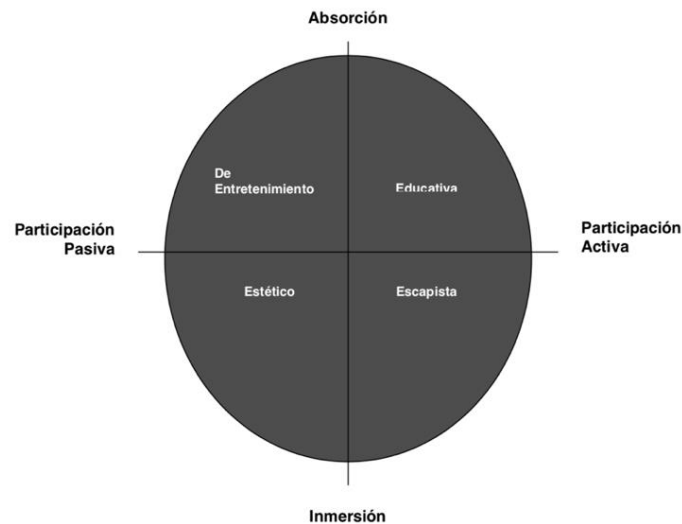 Absorción
De
Entretenimiento
Educativa
Participación
Pasiva
Participación
Activa
Estético
Escapista
Inmersión